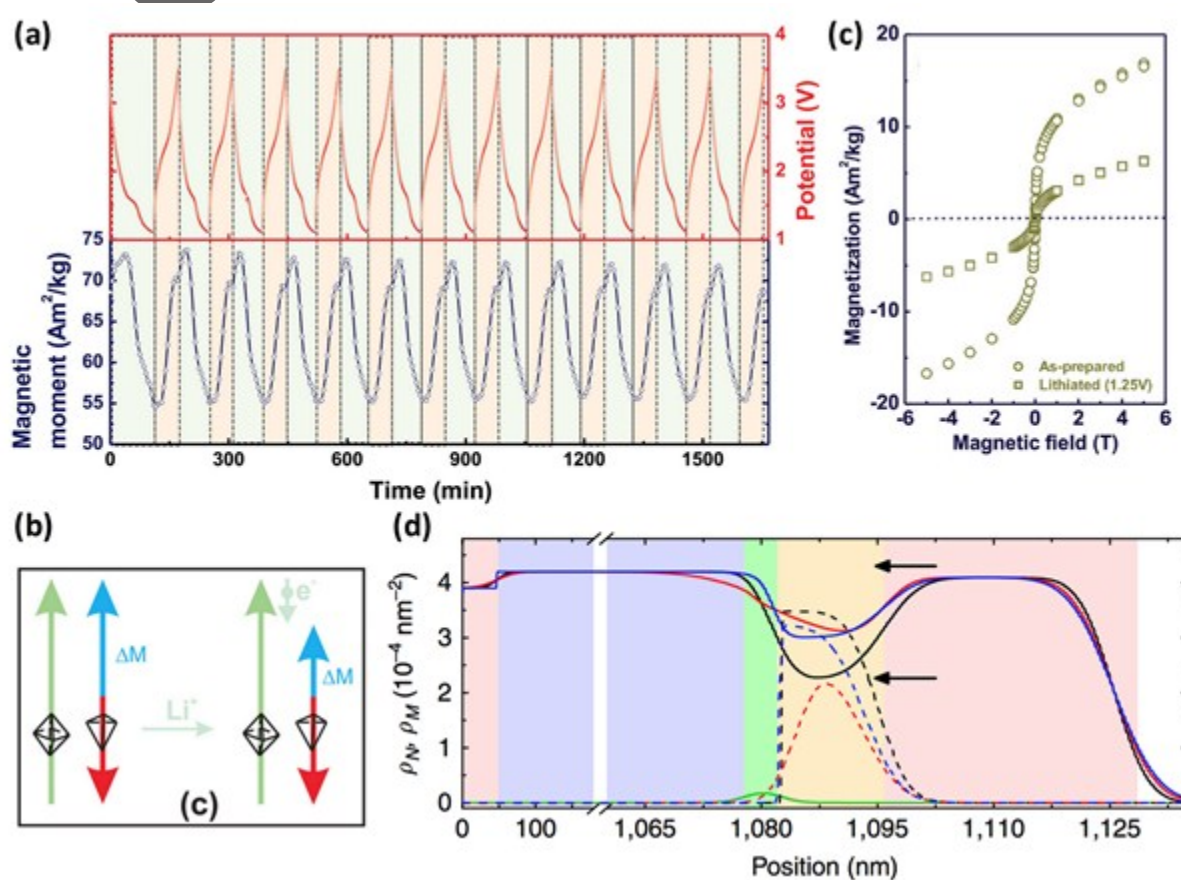 (a)
4
3
2
1
Potential (V)
75
70
65
60
55
50
Magnetic
moment (Am²/kg)
0
300
600
900
1200
1500
Time (min)
(c)
20
10
0
-10
-20
Magnetization (Am²/kg)
As-prepared
Lithiated (1.25V)
-6
-4
-2
0
2
4
6
Magnetic field (T)
(b)
ΔM
Li⁺
e⁻
ΔM
(c)
(d)
4
3
2
1
0
ρN, ρM (10⁻⁴ nm⁻²)
0
100
1,065
1,080
1,095
1,110
1,125
Position (nm)